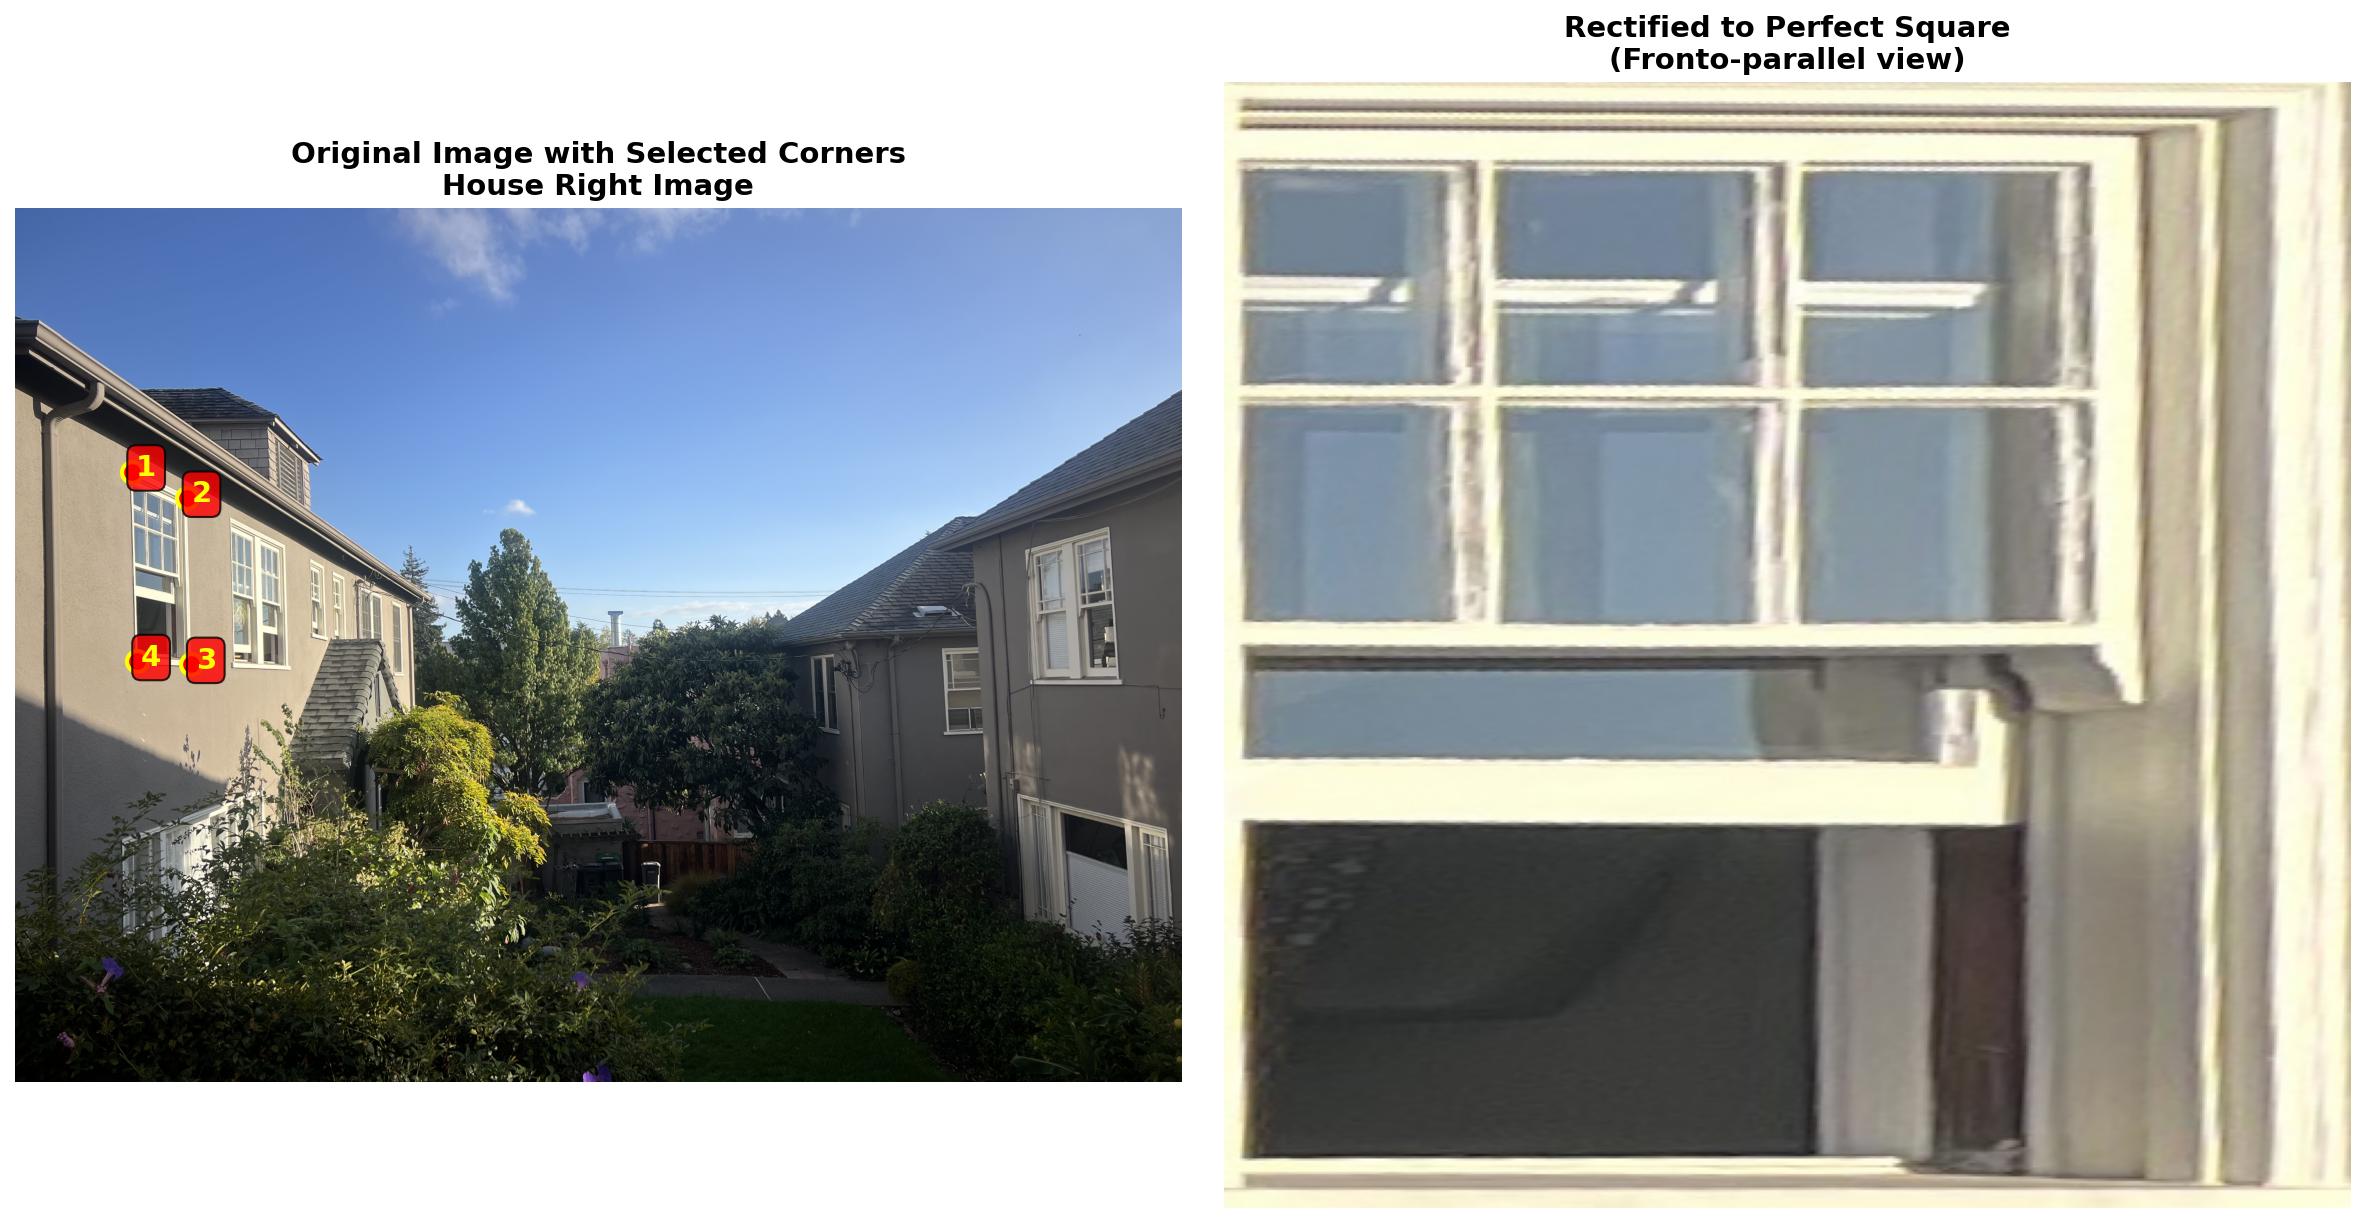 Original Image with Selected Corners
House Right Image
1
2
4
3
Rectified to Perfect Square
(Fronto-parallel view)